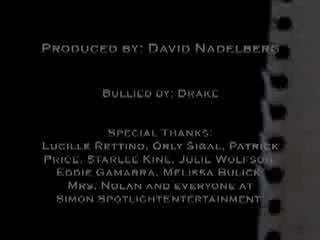 Produced by: David Nadelberg
Bullied by: Drake
Special Thanks:
Lucille Rettino, Orly Sigal, Patrick
Price, Starlee Kine, Julie Wolfson,
Eddie Gamarra, Melissa Bulick
Mrs. Nolan and everyone at
Simon Spotlightentertainment